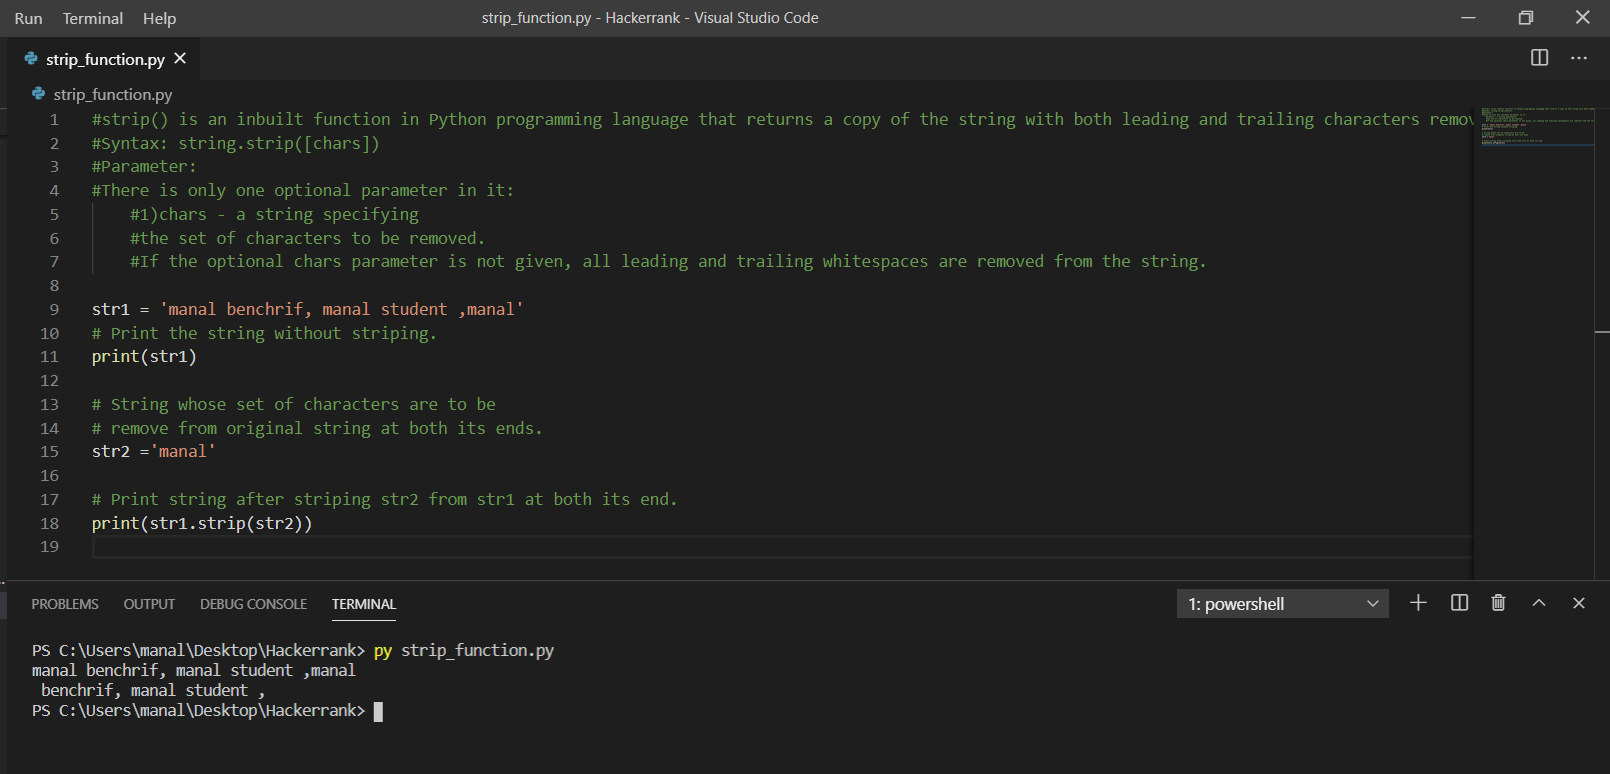 Run Terminal Help strip_function.py - Hackerrank - Visual Studio Code
strip_function.py
strip_function.py
1 #strip() is an inbuilt function in Python programming language that returns a copy of the string with both leading and trailing characters remov
2 #Syntax: string.strip([chars])
3 #Parameter:
4 #There is only one optional parameter in it:
5 #1)chars - a string specifying
6 #the set of characters to be removed.
7 #If the optional chars parameter is not given, all leading and trailing whitespaces are removed from the string.
8
9 str1 = 'manal benchrif, manal student ,manal'
10 # Print the string without striping.
11 print(str1)
12
13 # String whose set of characters are to be
14 # remove from original string at both its ends.
15 str2 ='manal'
16
17 # Print string after striping str2 from str1 at both its end.
18 print(str1.strip(str2))
19
PROBLEMS OUTPUT DEBUG CONSOLE TERMINAL 1: powershell
PS C:\Users\manal\Desktop\Hackerrank> py strip_function.py
manal benchrif, manal student ,manal
 benchrif, manal student ,
PS C:\Users\manal\Desktop\Hackerrank>